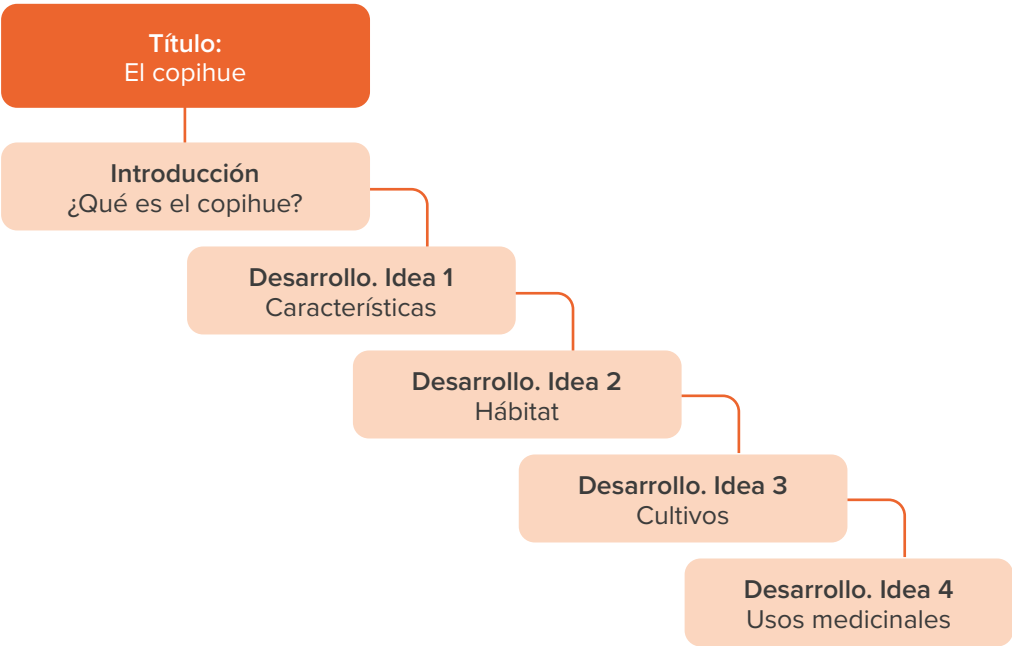 Título:
El copihue
Introducción
¿Qué es el copihue?
Desarrollo. Idea 1
Características
Desarrollo. Idea 2
Hábitat
Desarrollo. Idea 3
Cultivos
Desarrollo. Idea 4
Usos medicinales